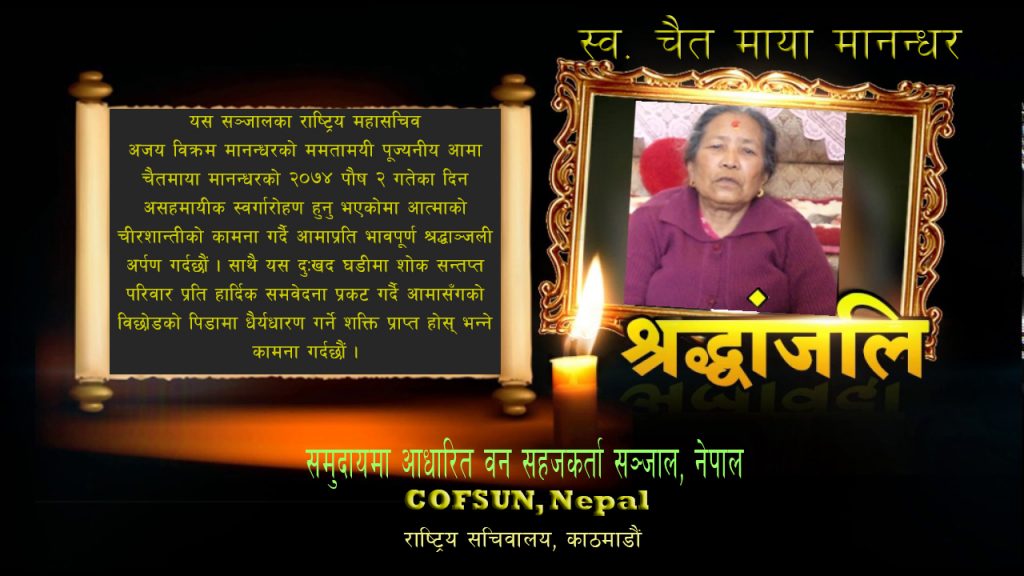 स्व. चैत माया मानन्धर
यस सञ्जालका राष्ट्रिय महासचिव
अजय विक्रम मानन्धरको ममतामयी पूज्यनीय आमा
चैतमाया मानन्धरको २०७४ पौष २ गतेका दिन
असहमायीक स्वर्गारोहण हुनु भएकोमा आत्माको
चीरशान्तीको कामना गर्दै आमाप्रति भावपूर्ण श्रद्धाञ्जली
अर्पण गर्दछौं । साथै यस दुःखद घडीमा शोक सन्तप्त
परिवार प्रति हार्दिक समवेदना प्रकट गर्दै आमासँगको
विछोडको पिडामा धैर्यधारण गर्ने शक्ति प्राप्त होस् भन्ने
कामना गर्दछौं ।
श्रद्धांजलि
समुदायमा आधारित वन सहजकर्ता सञ्जाल, नेपाल
COFSUN, Nepal
राष्ट्रिय सचिवालय, काठमाडौं